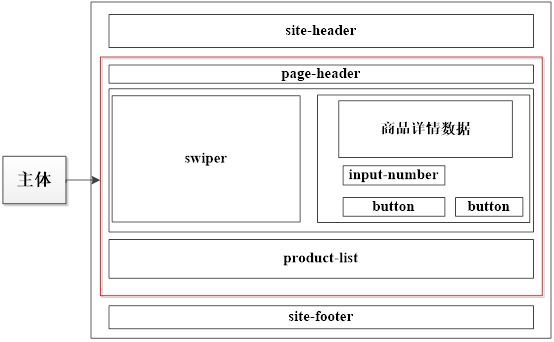 site-header
page-header
swiper
商品详情数据
input-number
button
button
主体
product-list
site-footer